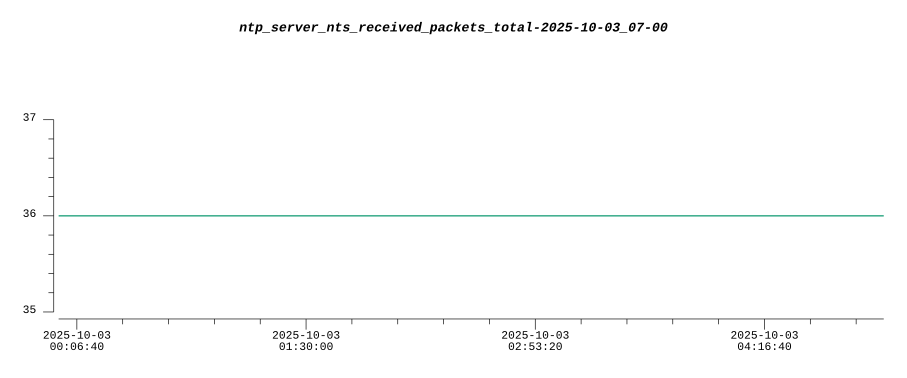 ntp_server_nts_received_packets_total-2025-10-03_07-00
37
36
35
2025-10-03 2025-10-03 2025-10-03 2025-10-03
00:06:40 01:30:00 02:53:20 04:16:40